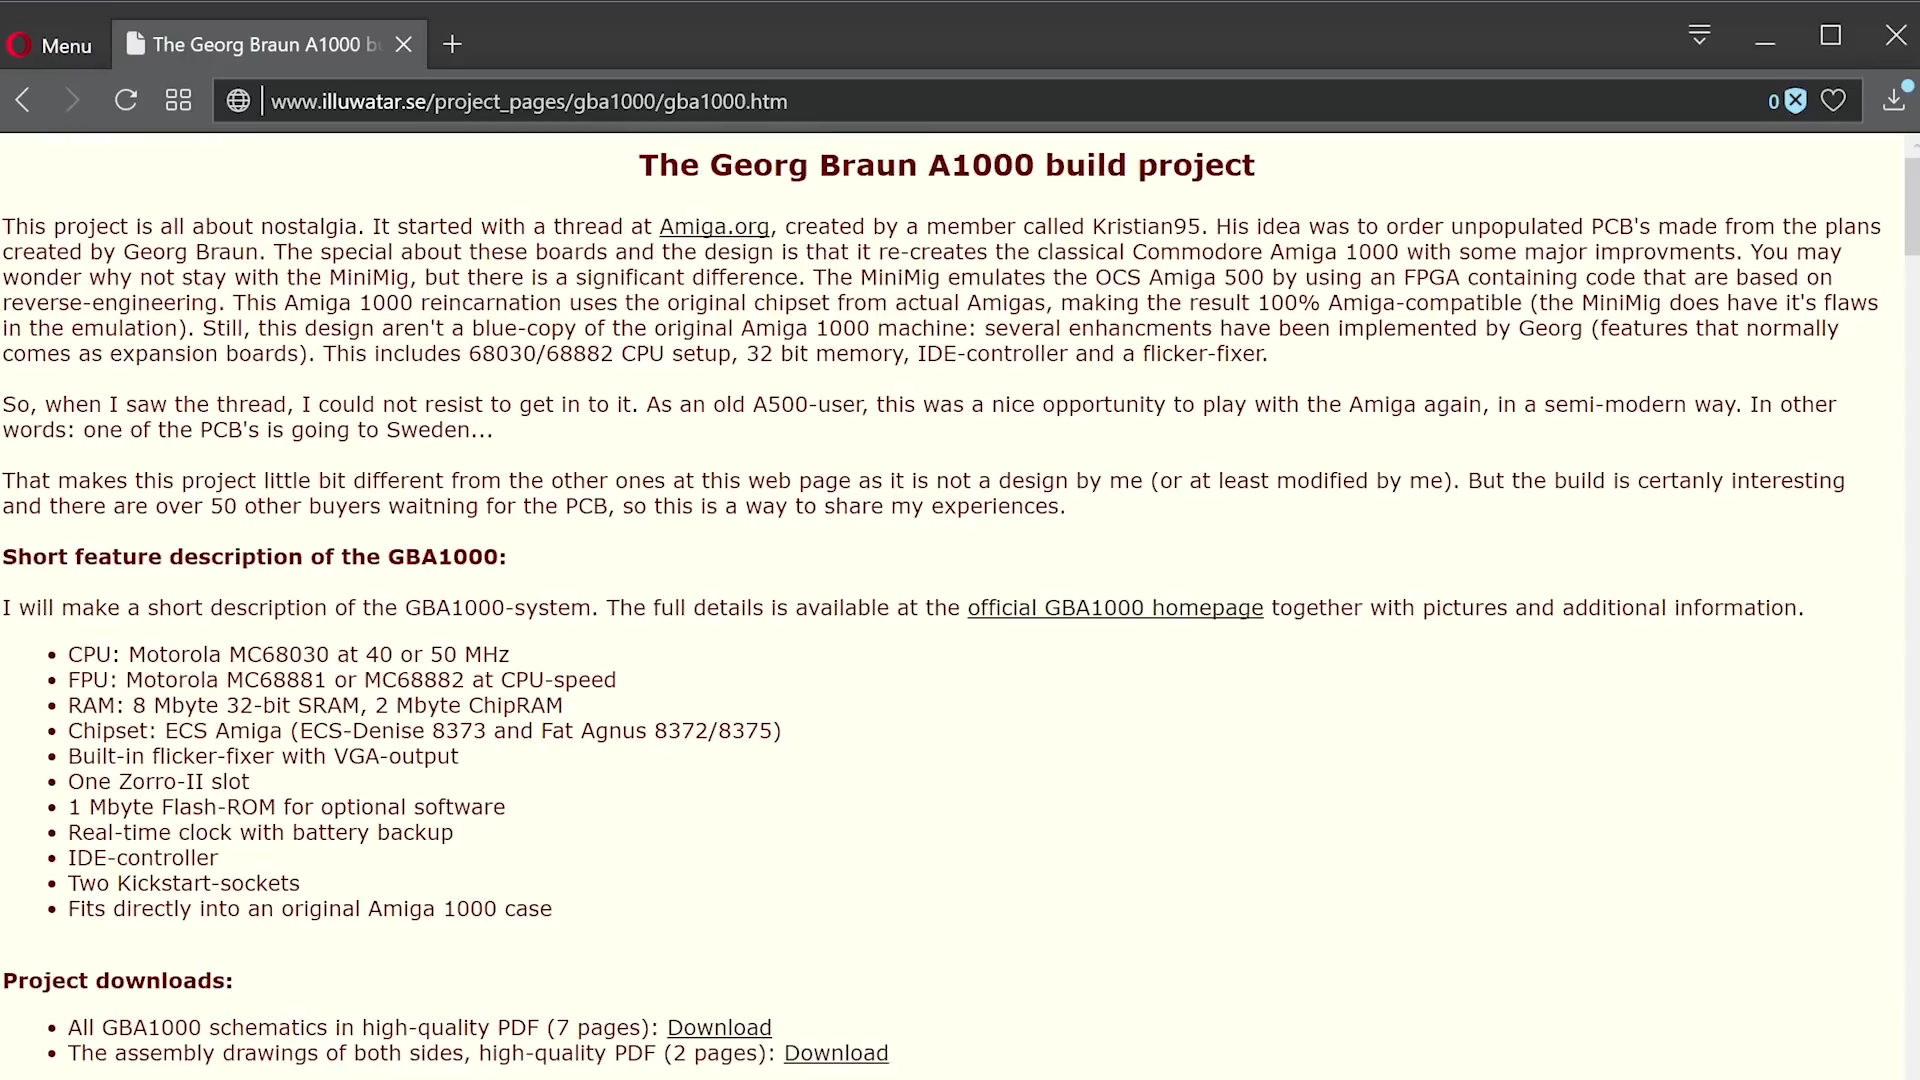 Menu
The Georg Braun A1000 b
www.illuwatar.se/project_pages/gba1000/gba1000.htm
0
The Georg Braun A1000 build project
This project is all about nostalgia. It started with a thread at Amiga.org, created by a member called Kristian95. His idea was to order unpopulated PCB's made from the plans
created by Georg Braun. The special about these boards and the design is that it re-creates the classical Commodore Amiga 1000 with some major improvments. You may
wonder why not stay with the MiniMig, but there is a significant difference. The MiniMig emulates the OCS Amiga 500 by using an FPGA containing code that are based on
reverse-engineering. This Amiga 1000 reincarnation uses the original chipset from actual Amigas, making the result 100% Amiga-compatible (the MiniMig does have it's flaws
in the emulation). Still, this design aren't a blue-copy of the original Amiga 1000 machine: several enhancments have been implemented by Georg (features that normally
comes as expansion boards). This includes 68030/68882 CPU setup, 32 bit memory, IDE-controller and a flicker-fixer.
So, when I saw the thread, I could not resist to get in to it. As an old A500-user, this was a nice opportunity to play with the Amiga again, in a semi-modern way. In other
words: one of the PCB's is going to Sweden...
That makes this project little bit different from the other ones at this web page as it is not a design by me (or at least modified by me). But the build is certanly interesting
and there are over 50 other buyers waitning for the PCB, so this is a way to share my experiences.
Short feature description of the GBA1000:
I will make a short description of the GBA1000-system. The full details is available at the official GBA1000 homepage together with pictures and additional information.
• CPU: Motorola MC68030 at 40 or 50 MHz
• FPU: Motorola MC68881 or MC68882 at CPU-speed
• RAM: 8 Mbyte 32-bit SRAM, 2 Mbyte ChipRAM
• Chipset: ECS Amiga (ECS-Denise 8373 and Fat Agnus 8372/8375)
• Built-in flicker-fixer with VGA-output
• One Zorro-II slot
• 1 Mbyte Flash-ROM for optional software
• Real-time clock with battery backup
• IDE-controller
• Two Kickstart-sockets
• Fits directly into an original Amiga 1000 case
Project downloads:
• All GBA1000 schematics in high-quality PDF (7 pages): Download
• The assembly drawings of both sides, high-quality PDF (2 pages): Download